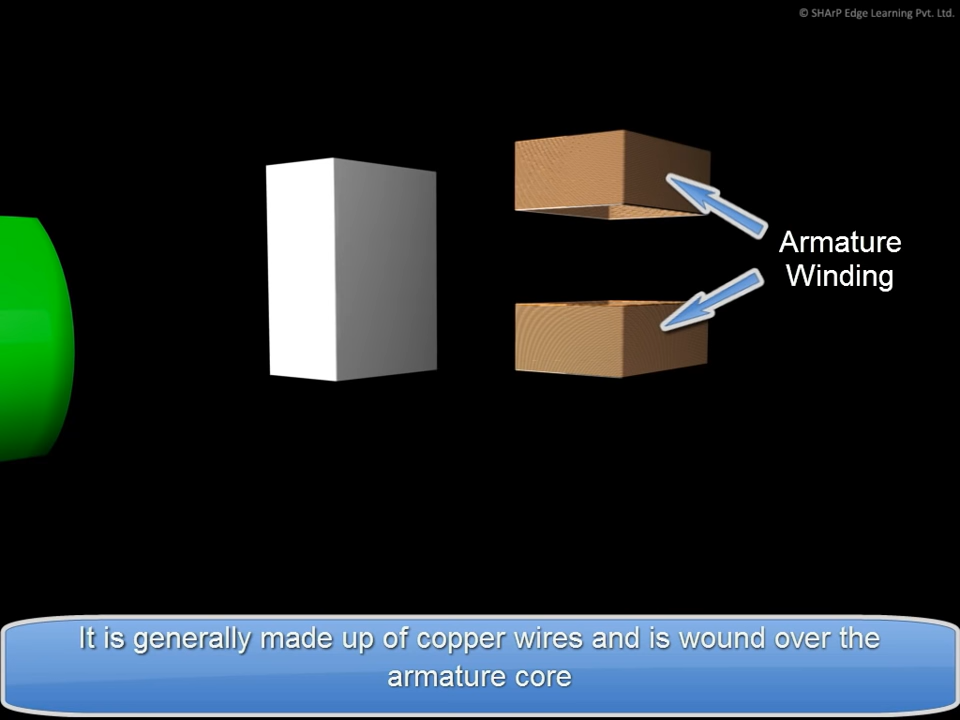 © SHArP Edge Learning Pvt. Ltd.
Armature
Winding
It is generally made up of copper wires and is wound over the
armature core